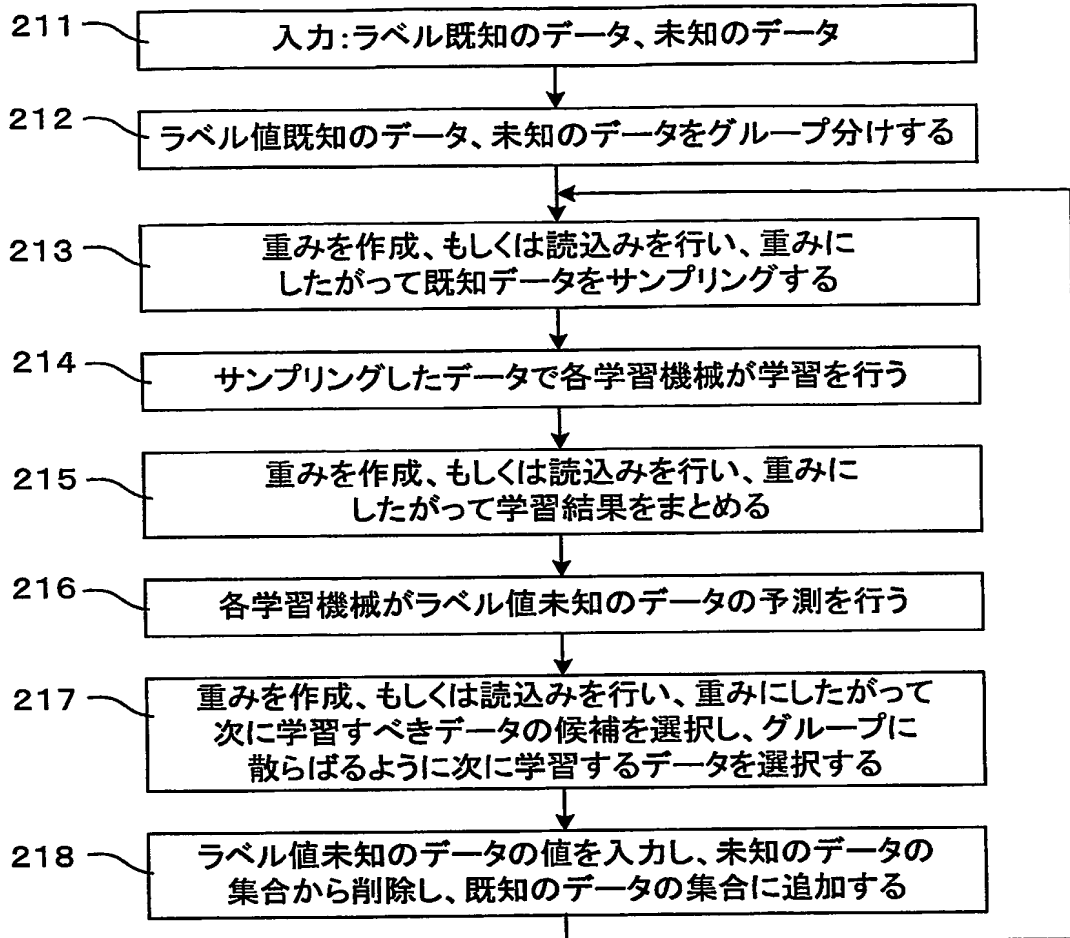 211
入力:ラベル既知のデータ、未知のデータ
212
ラベル値既知のデータ、未知のデータをグループ分けする
213
重みを作成、もしくは読込みを行い、重みに
したがって既知データをサンプリングする
214
サンプリングしたデータで各学習機械が学習を行う
215
重みを作成、もしくは読込みを行い、重みに
したがって学習結果をまとめる
216
各学習機械がラベル値未知のデータの予測を行う
217
重みを作成、もしくは読込みを行い、重みにしたがって
次に学習すべきデータの候補を選択し、グループに
散らばるように次に学習するデータを選択する
218
ラベル値未知のデータの値を入力し、未知のデータの
集合から削除し、既知のデータの集合に追加する